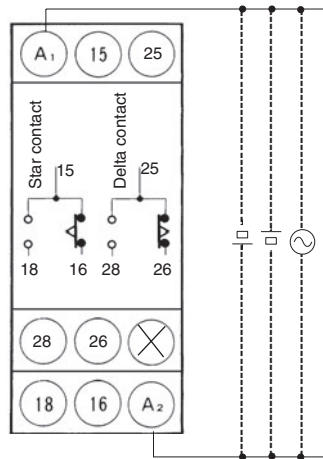 A1 15 25
Star contact
Delta contact
15 25
18 16 28 26
28 26
18 16 A2